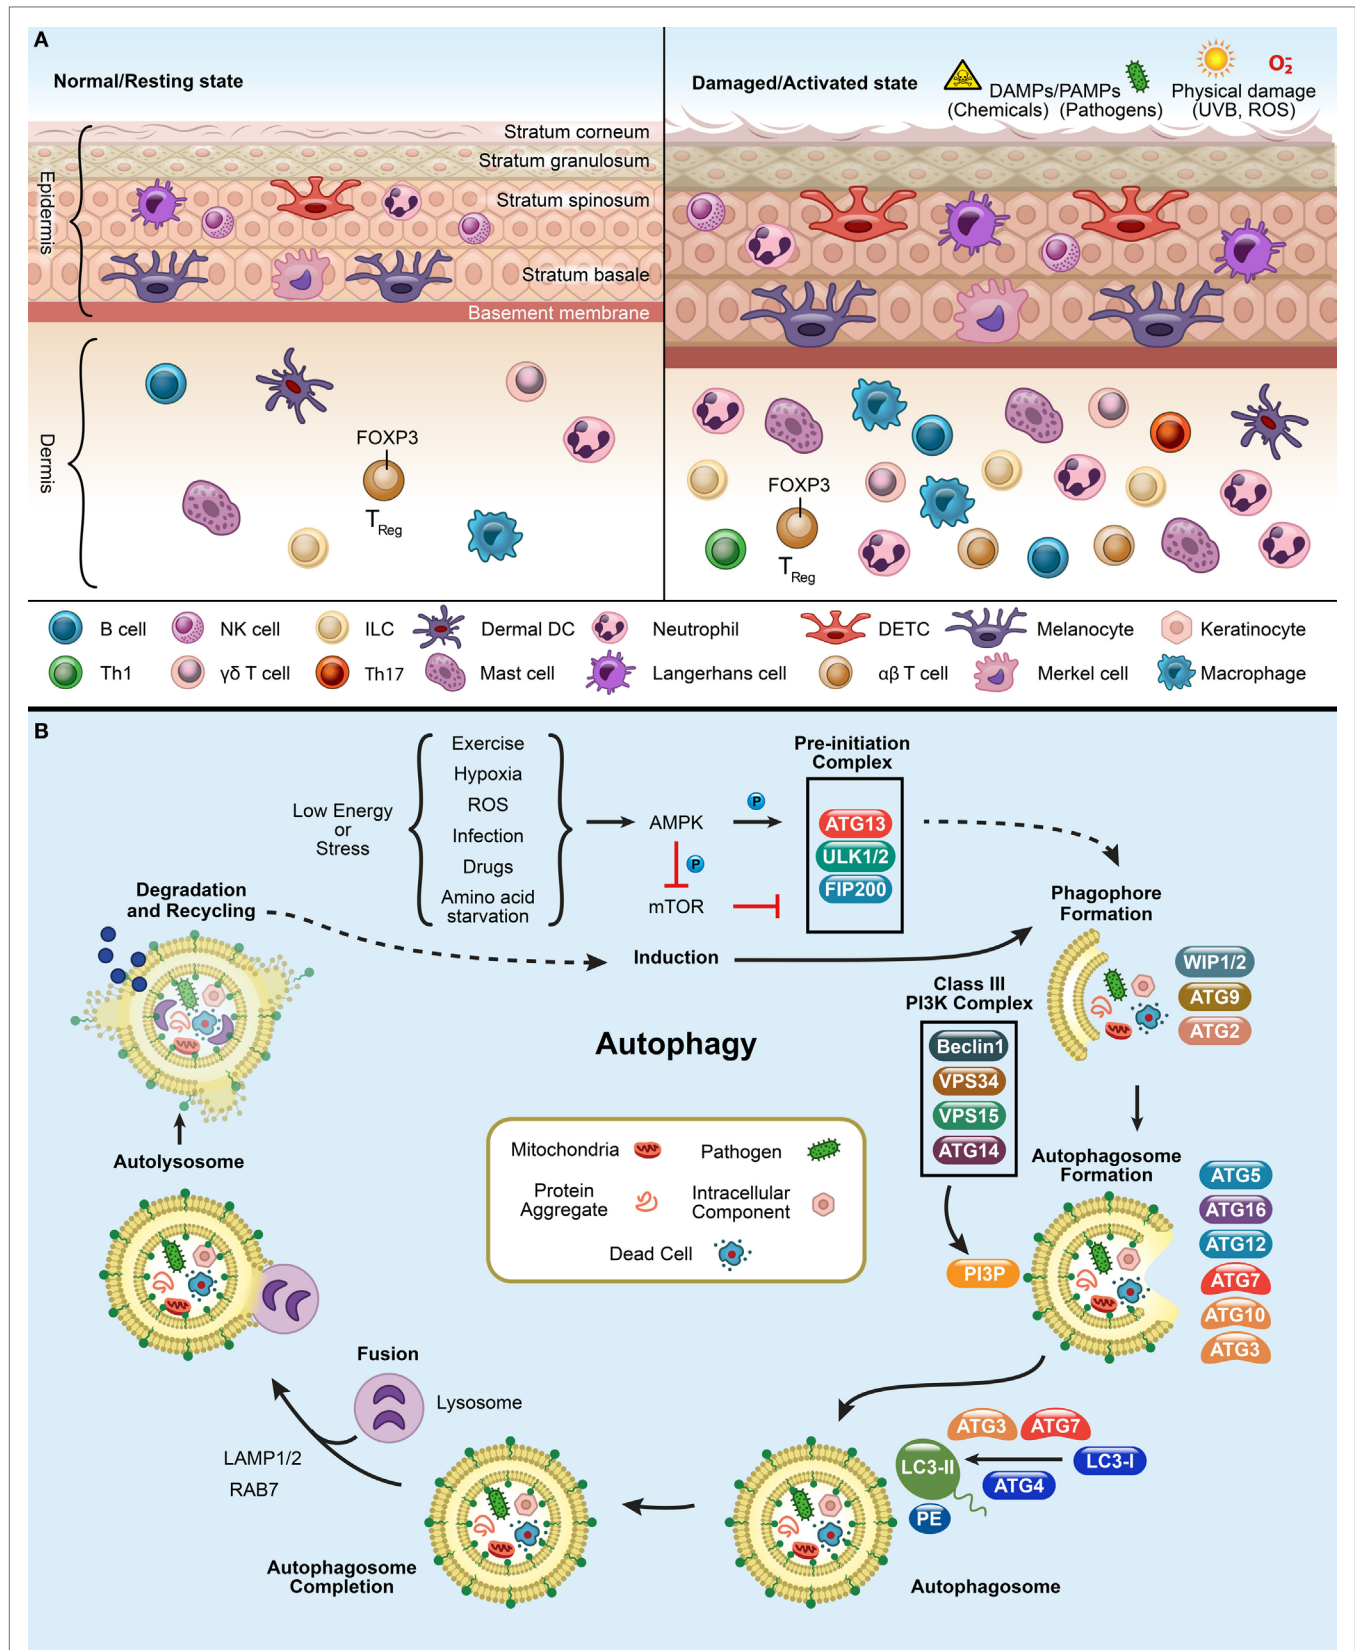 A
Normal/Resting state
Stratum corneum
Stratum granulosum
Stratum spinosum
Stratum basale
Basement membrane
Epidermis
Dermis
FOXP3
TReg
Damaged/Activated state
DAMPs/PAMPs
(Chemicals) (Pathogens)
O2-
Physical damage
(UVB, ROS)
FOXP3
TReg
B cell
NK cell
ILC
Dermal DC
Neutrophil
DETC
Melanocyte
Keratinocyte
Th1
γδ T cell
Th17
Mast cell
Langerhans cell
αβ T cell
Merkel cell
Macrophage
B
Low Energy
or
Stress
Exercise
Hypoxia
ROS
Infection
Drugs
Amino acid
starvation
AMPK
P
P
mTOR
Pre-initiation
Complex
ATG13
ULK1/2
FIP200
Induction
Phagophore
Formation
WIP1/2
ATG9
ATG2
Class III
PI3K Complex
Beclin1
VPS34
VPS15
ATG14
PI3P
Autophagosome
Formation
ATG5
ATG16
ATG12
ATG7
ATG10
ATG3
Autophagy
Mitochondria
Pathogen
Protein
Aggregate
Intracellular
Component
Dead Cell
ATG3
ATG7
LC3-II
LC3-I
ATG4
PE
Autophagosome
Autophagosome
Completion
Fusion
Lysosome
LAMP1/2
RAB7
Autolysosome
Degradation
and Recycling